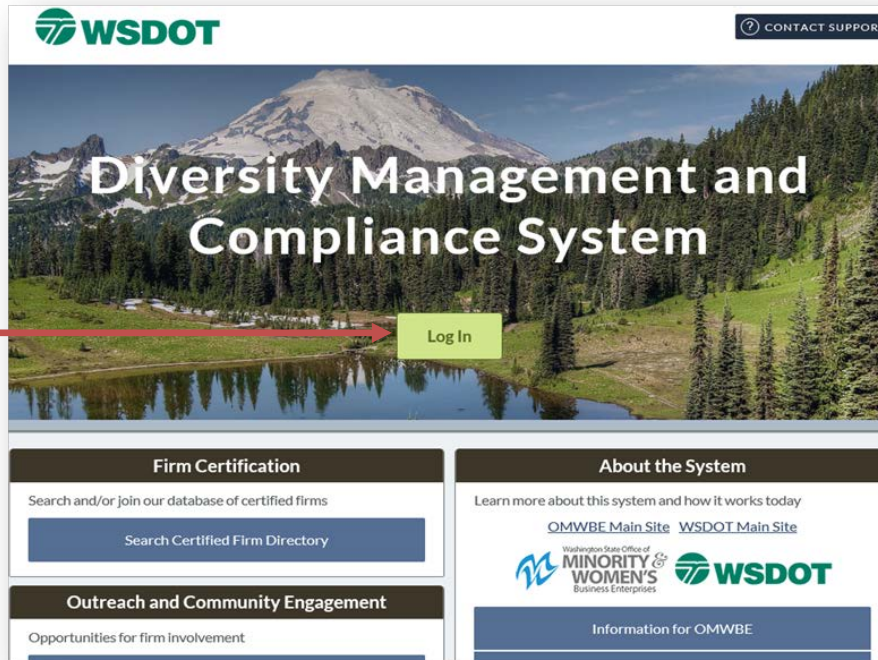 WSDOT
? CONTACT SUPPOR
Diversity Management and
Compliance System
Log In
Firm Certification
Search and/or join our database of certified firms
Search Certified Firm Directory
Outreach and Community Engagement
Opportunities for firm involvement
About the System
Learn more about this system and how it works today
OMWBE Main Site WSDOT Main Site
Washington State Office of
MINORITY &
WOMEN'S
Business Enterprises
WSDOT
Information for OMWBE